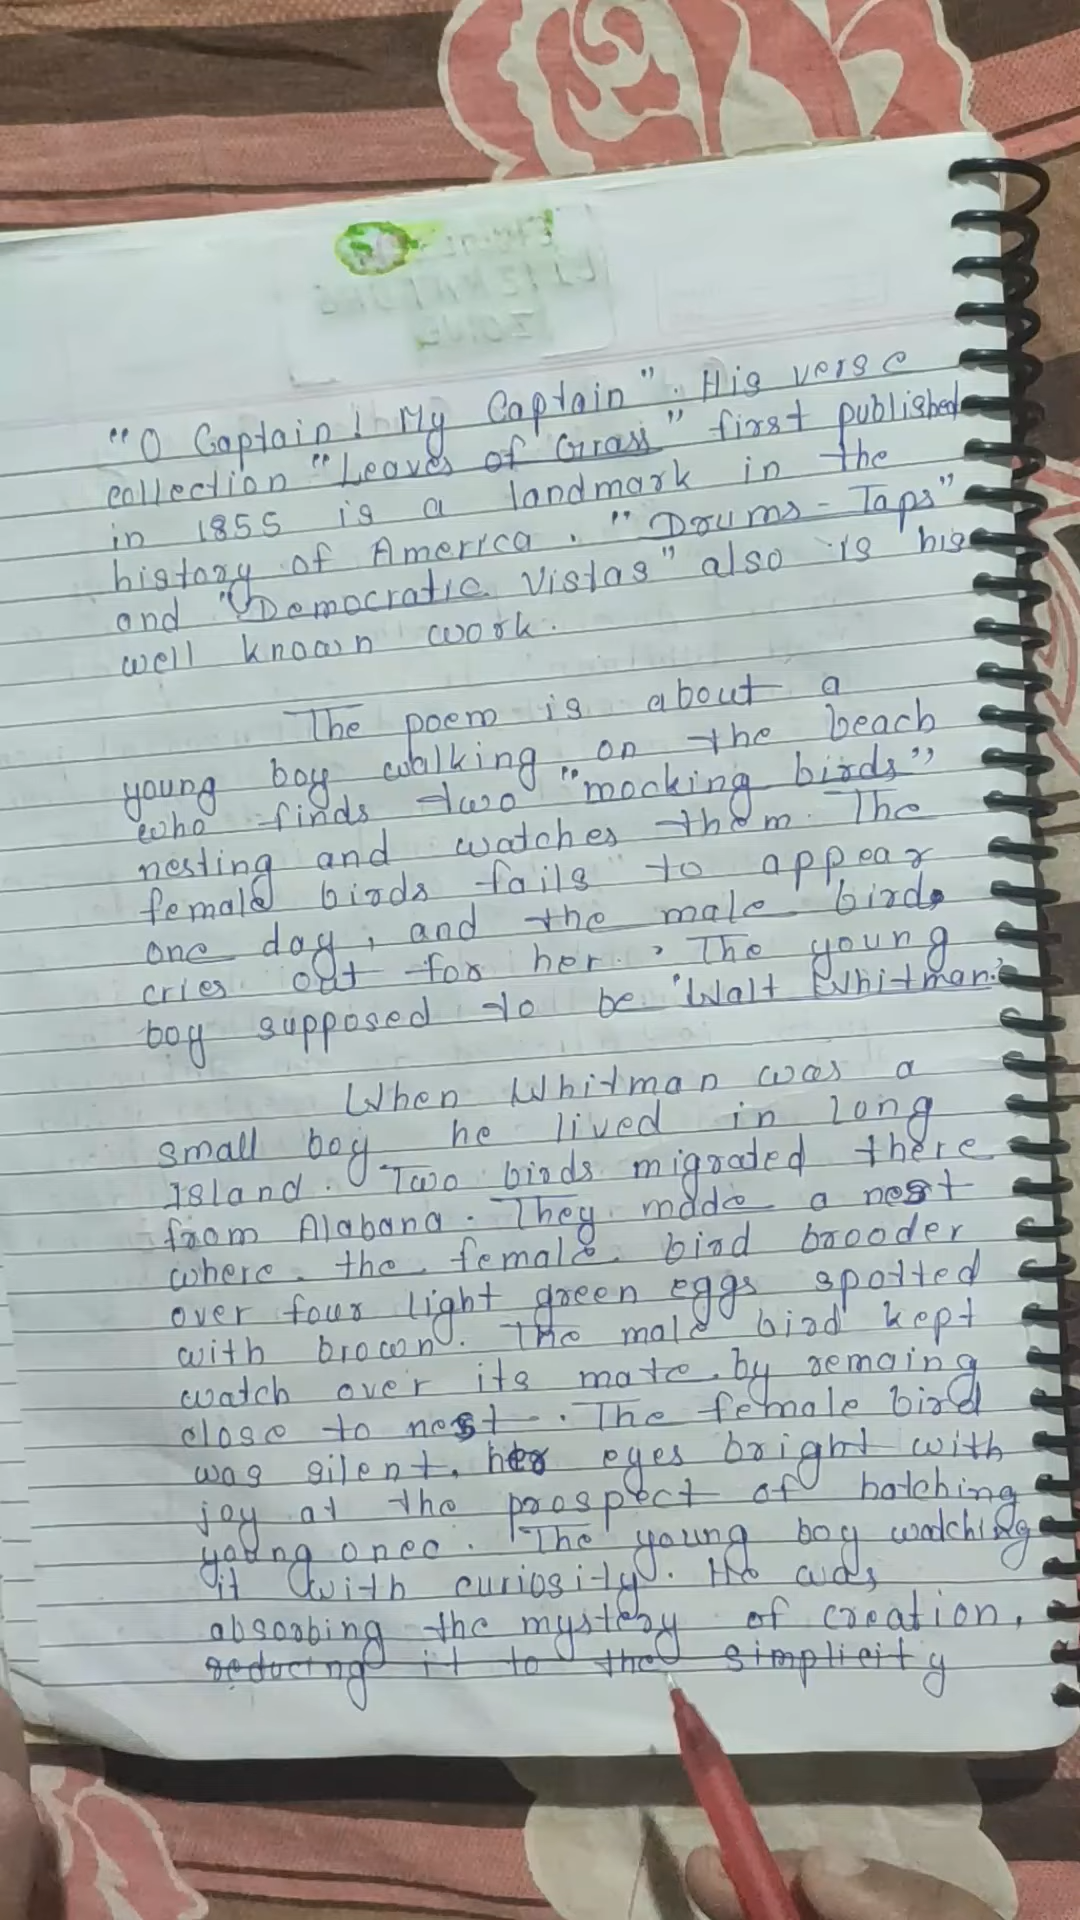 "O Captain! My Captain". His verse
collection "Leaves of Grass" first published
in 1855 is a landmark in the
history of America. "Drums - Taps"
and "Democratic Vistas" also is his
well known work.
The poem is about a
young boy walking on the beach
who finds two "mocking birds"
nesting and watches them. The
female birds fails to appear
one day, and the male bird
cries out for her. The young
boy supposed to be 'Walt Whitman.'
When Whitman was a
small boy he lived in Long
Island. Two birds migrated there
from Alabana. They made a nest
where the female bird brooder
over four light green eggs spotted
with brown. The male bird kept
watch over its mate by remaing
close to nest. The female bird
was silent, her eyes bright with
joy at the prospect of hatching
young once. The young boy watching
it with curiosity. He was
absorbing the mystery of creation,
reducing it to the simplicity